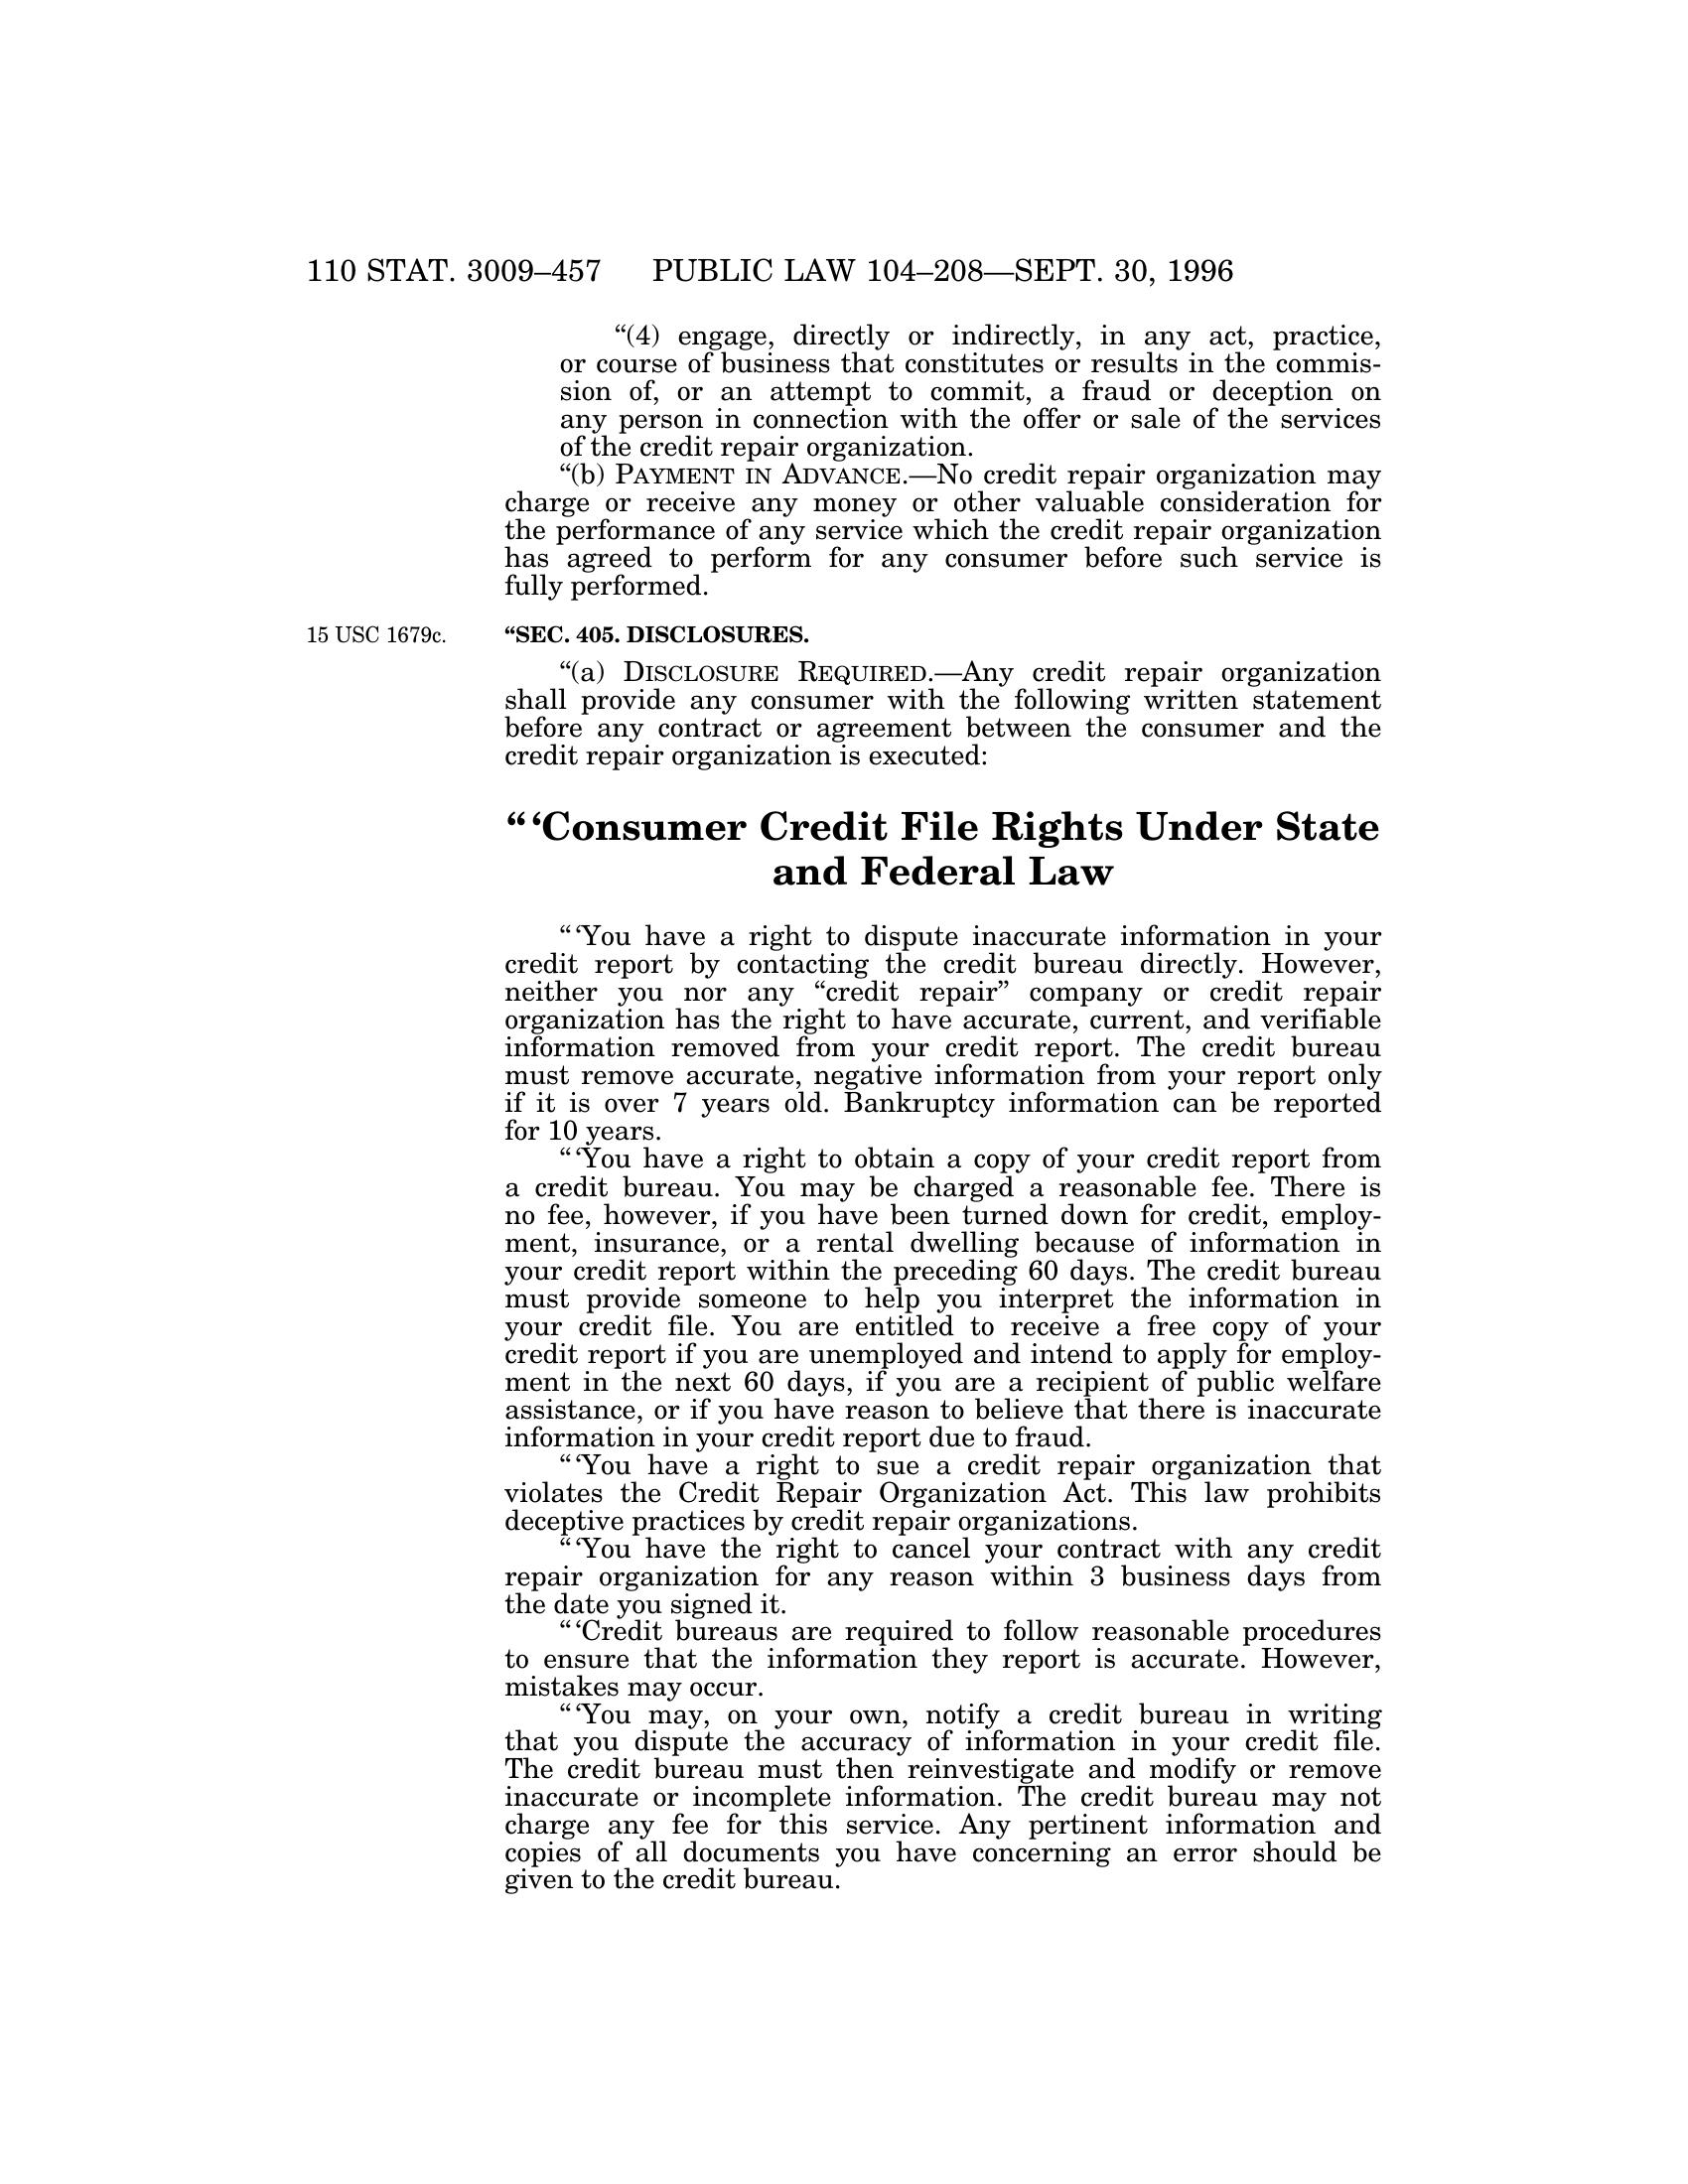 110 STAT. 3009–457 PUBLIC LAW 104–208—SEPT. 30, 1996
“(4) engage, directly or indirectly, in any act, practice,
or course of business that constitutes or results in the commis-
sion of, or an attempt to commit, a fraud or deception on
any person in connection with the offer or sale of the services
of the credit repair organization.
“(b) PAYMENT IN ADVANCE.—No credit repair organization may
charge or receive any money or other valuable consideration for
the performance of any service which the credit repair organization
has agreed to perform for any consumer before such service is
fully performed.
15 USC 1679c.
“SEC. 405. DISCLOSURES.
“(a) DISCLOSURE REQUIRED.—Any credit repair organization
shall provide any consumer with the following written statement
before any contract or agreement between the consumer and the
credit repair organization is executed:
“ ‘Consumer Credit File Rights Under State
and Federal Law
“ ‘You have a right to dispute inaccurate information in your
credit report by contacting the credit bureau directly. However,
neither you nor any “credit repair” company or credit repair
organization has the right to have accurate, current, and verifiable
information removed from your credit report. The credit bureau
must remove accurate, negative information from your report only
if it is over 7 years old. Bankruptcy information can be reported
for 10 years.
“ ‘You have a right to obtain a copy of your credit report from
a credit bureau. You may be charged a reasonable fee. There is
no fee, however, if you have been turned down for credit, employ-
ment, insurance, or a rental dwelling because of information in
your credit report within the preceding 60 days. The credit bureau
must provide someone to help you interpret the information in
your credit file. You are entitled to receive a free copy of your
credit report if you are unemployed and intend to apply for employ-
ment in the next 60 days, if you are a recipient of public welfare
assistance, or if you have reason to believe that there is inaccurate
information in your credit report due to fraud.
“ ‘You have a right to sue a credit repair organization that
violates the Credit Repair Organization Act. This law prohibits
deceptive practices by credit repair organizations.
“ ‘You have the right to cancel your contract with any credit
repair organization for any reason within 3 business days from
the date you signed it.
“ ‘Credit bureaus are required to follow reasonable procedures
to ensure that the information they report is accurate. However,
mistakes may occur.
“ ‘You may, on your own, notify a credit bureau in writing
that you dispute the accuracy of information in your credit file.
The credit bureau must then reinvestigate and modify or remove
inaccurate or incomplete information. The credit bureau may not
charge any fee for this service. Any pertinent information and
copies of all documents you have concerning an error should be
given to the credit bureau.